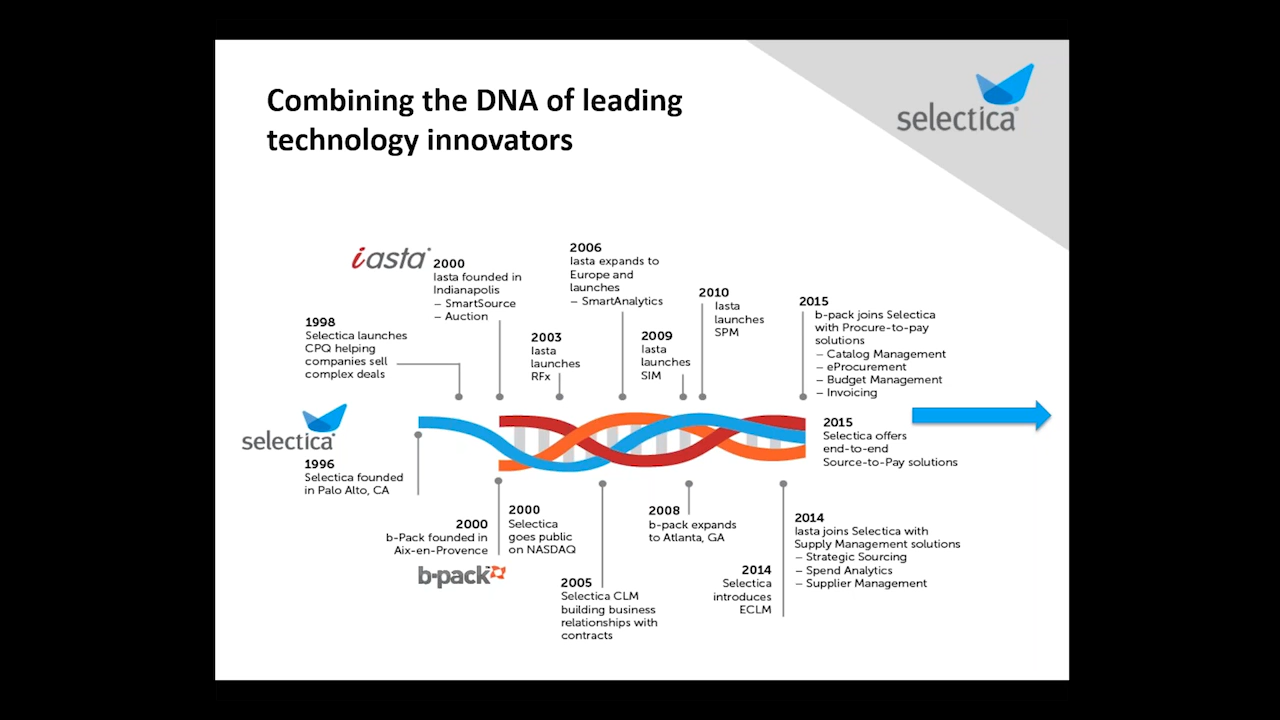 Combining the DNA of leading
technology innovators
selectica
iasta
2000
Iasta founded in
Indianapolis
– SmartSource
– Auction
2006
Iasta expands to
Europe and
launches
– SmartAnalytics
2010
Iasta
launches
SPM
2015
b-pack joins Selectica
with Procure-to-pay
solutions
– Catalog Management
– eProcurement
– Budget Management
– Invoicing
1998
Selectica launches
CPQ helping
companies sell
complex deals
2003
Iasta
launches
RFx
2009
Iasta
launches
SIM
selectica
1996
Selectica founded
in Palo Alto, CA
2015
Selectica offers
end-to-end
Source-to-Pay solutions
2000
b-Pack founded in
Aix-en-Provence
b-pack
2000
Selectica
goes public
on NASDAQ
2005
Selectica CLM
building business
relationships with
contracts
2008
b-pack expands
to Atlanta, GA
2014
Selectica
introduces
ECLM
2014
Iasta joins Selectica with
Supply Management solutions
– Strategic Sourcing
– Spend Analytics
– Supplier Management